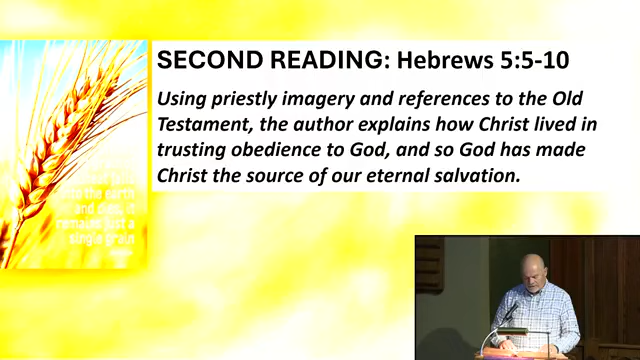 SECOND READING: Hebrews 5:5-10
Using priestly imagery and references to the Old
Testament, the author explains how Christ lived in
trusting obedience to God, and so God has made
Christ the source of our eternal salvation.
into the earth
and dies, it
remains just a
single grain